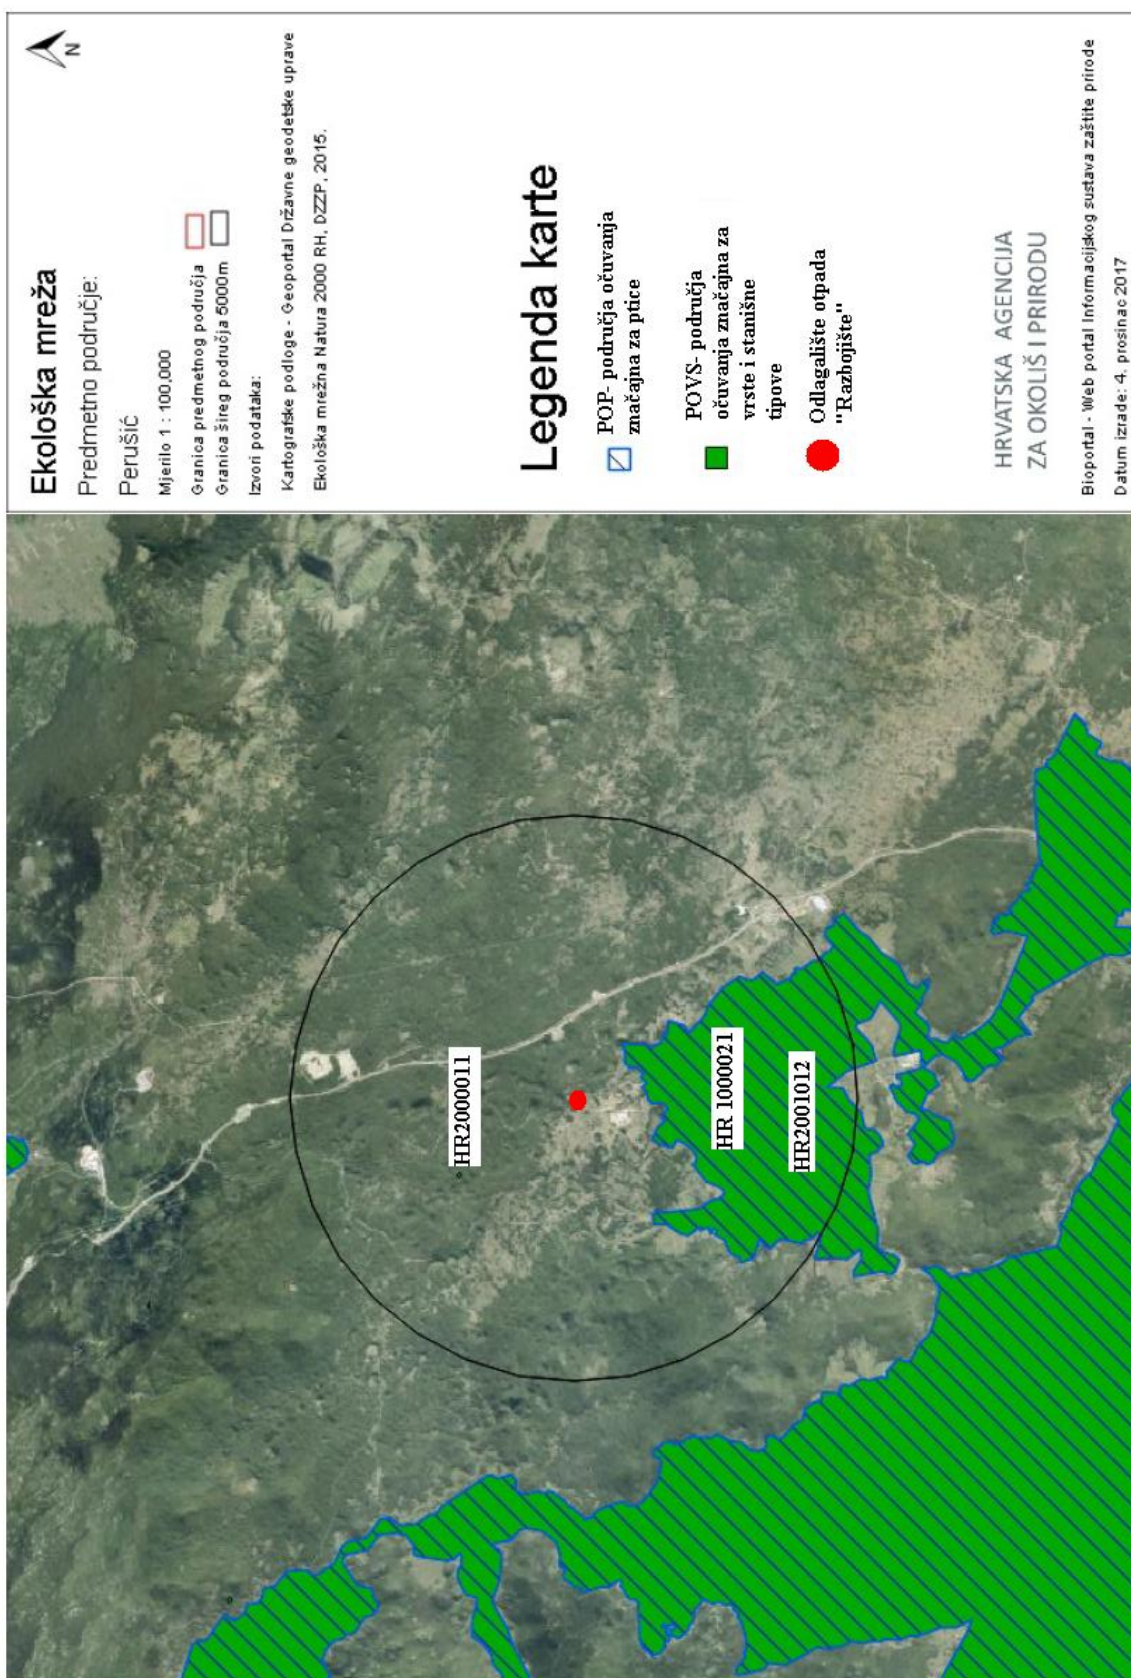 Ekološka mreža
Predmetno područje:
Perušić
Mjerilo 1 : 100,000
Granica predmetnog područja
Granica šireg područja 5000m
Izvori podataka:
Kartografske podloge - Geoportal Državne geodetske uprave
Ekološka mrežna Natura 2000 RH, DZZP, 2015.
N
Legenda karte
POP- područja očuvanja
značajna za ptice
POVS- područja
očuvanja značajna za
vrste i stanišne
tipove
Odlagalište otpada
"Razbojište"
HRVATSKA AGENCIJA
ZA OKOLIŠ I PRIRODU
Bioportal - Web portal Informacijskog sustava zaštite prirode
Datum izrade: 4. prosinac 2017
HR2000011
HR 1000021
HR2001012